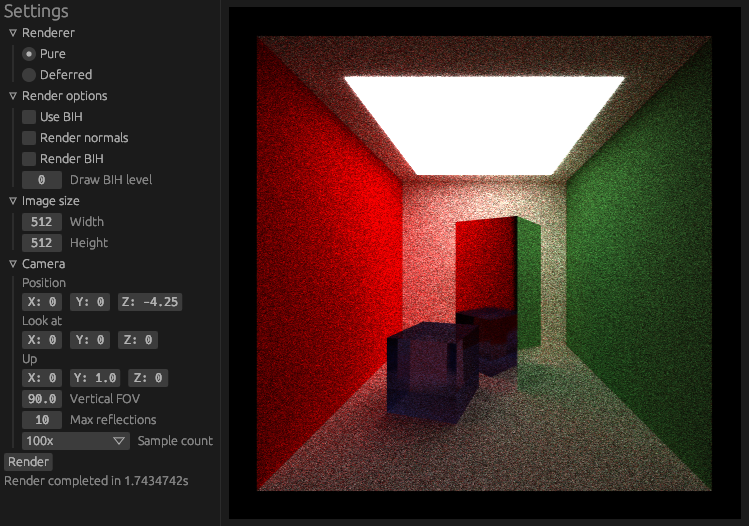 Settings
Renderer
Pure
Deferred
Render options
Use BIH
Render normals
Render BIH
0 Draw BIH level
Image size
512 Width
512 Height
Camera
Position
X: 0 Y: 0 Z: -4.25
Look at
X: 0 Y: 0 Z: 0
Up
X: 0 Y: 1.0 Z: 0
90.0 Vertical FOV
10 Max reflections
100x Sample count
Render
Render completed in 1.7434742s